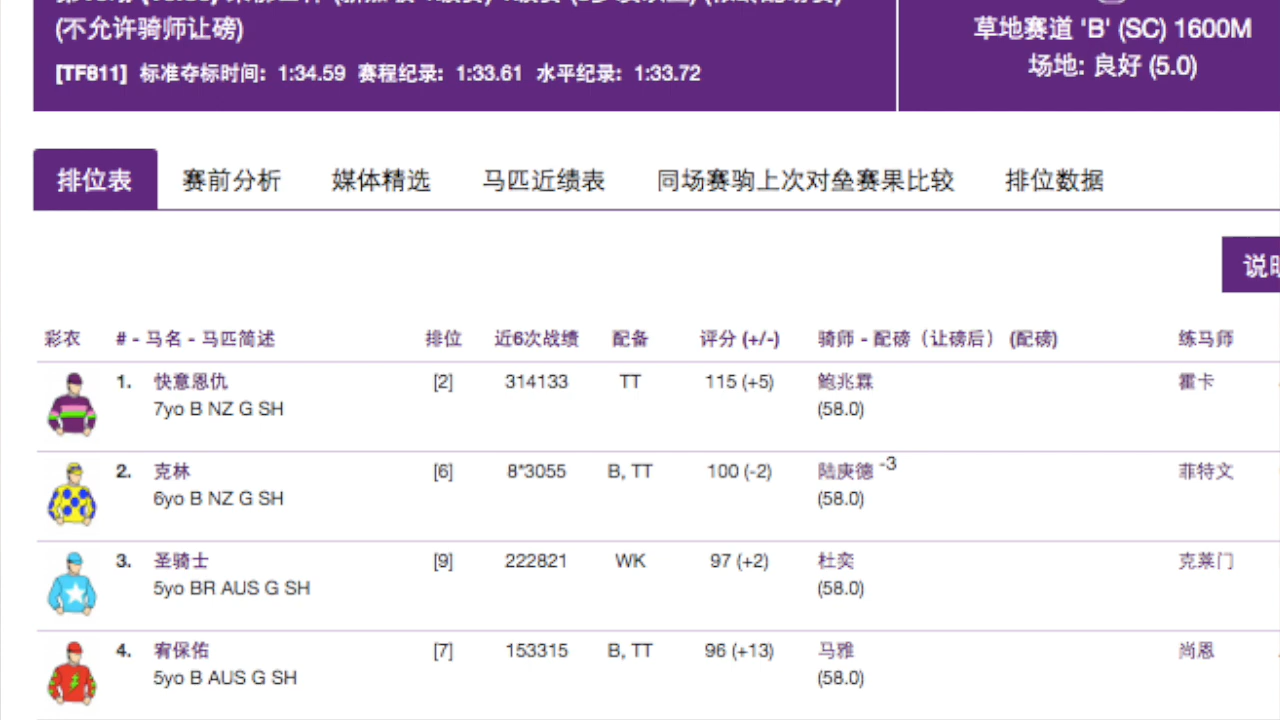 (不允许骑师让磅)
[TF811] 标准夺标时间: 1:34.59 赛程纪录: 1:33.61 水平纪录: 1:33.72
草地赛道 'B' (SC) 1600M
场地: 良好 (5.0)
排位表 赛前分析 媒体精选 马匹近绩表 同场赛驹上次对垒赛果比较 排位数据
彩衣 # - 马名 - 马匹简述 排位 近6次战绩 配备 评分 (+/-) 骑师 - 配磅（让磅后） (配磅) 练马师
1. 快意恩仇 [2] 314133 TT 115 (+5) 鲍兆霖 霍卡
7yo B NZ G SH (58.0)
2. 克林 [6] 8*3055 B, TT 100 (-2) 陆庚德 -3 菲特文
6yo B NZ G SH (58.0)
3. 圣骑士 [9] 222821 WK 97 (+2) 杜奕 克莱门
5yo BR AUS G SH (58.0)
4. 宥保佑 [7] 153315 B, TT 96 (+13) 马雅 尚恩
5yo B AUS G SH (58.0)